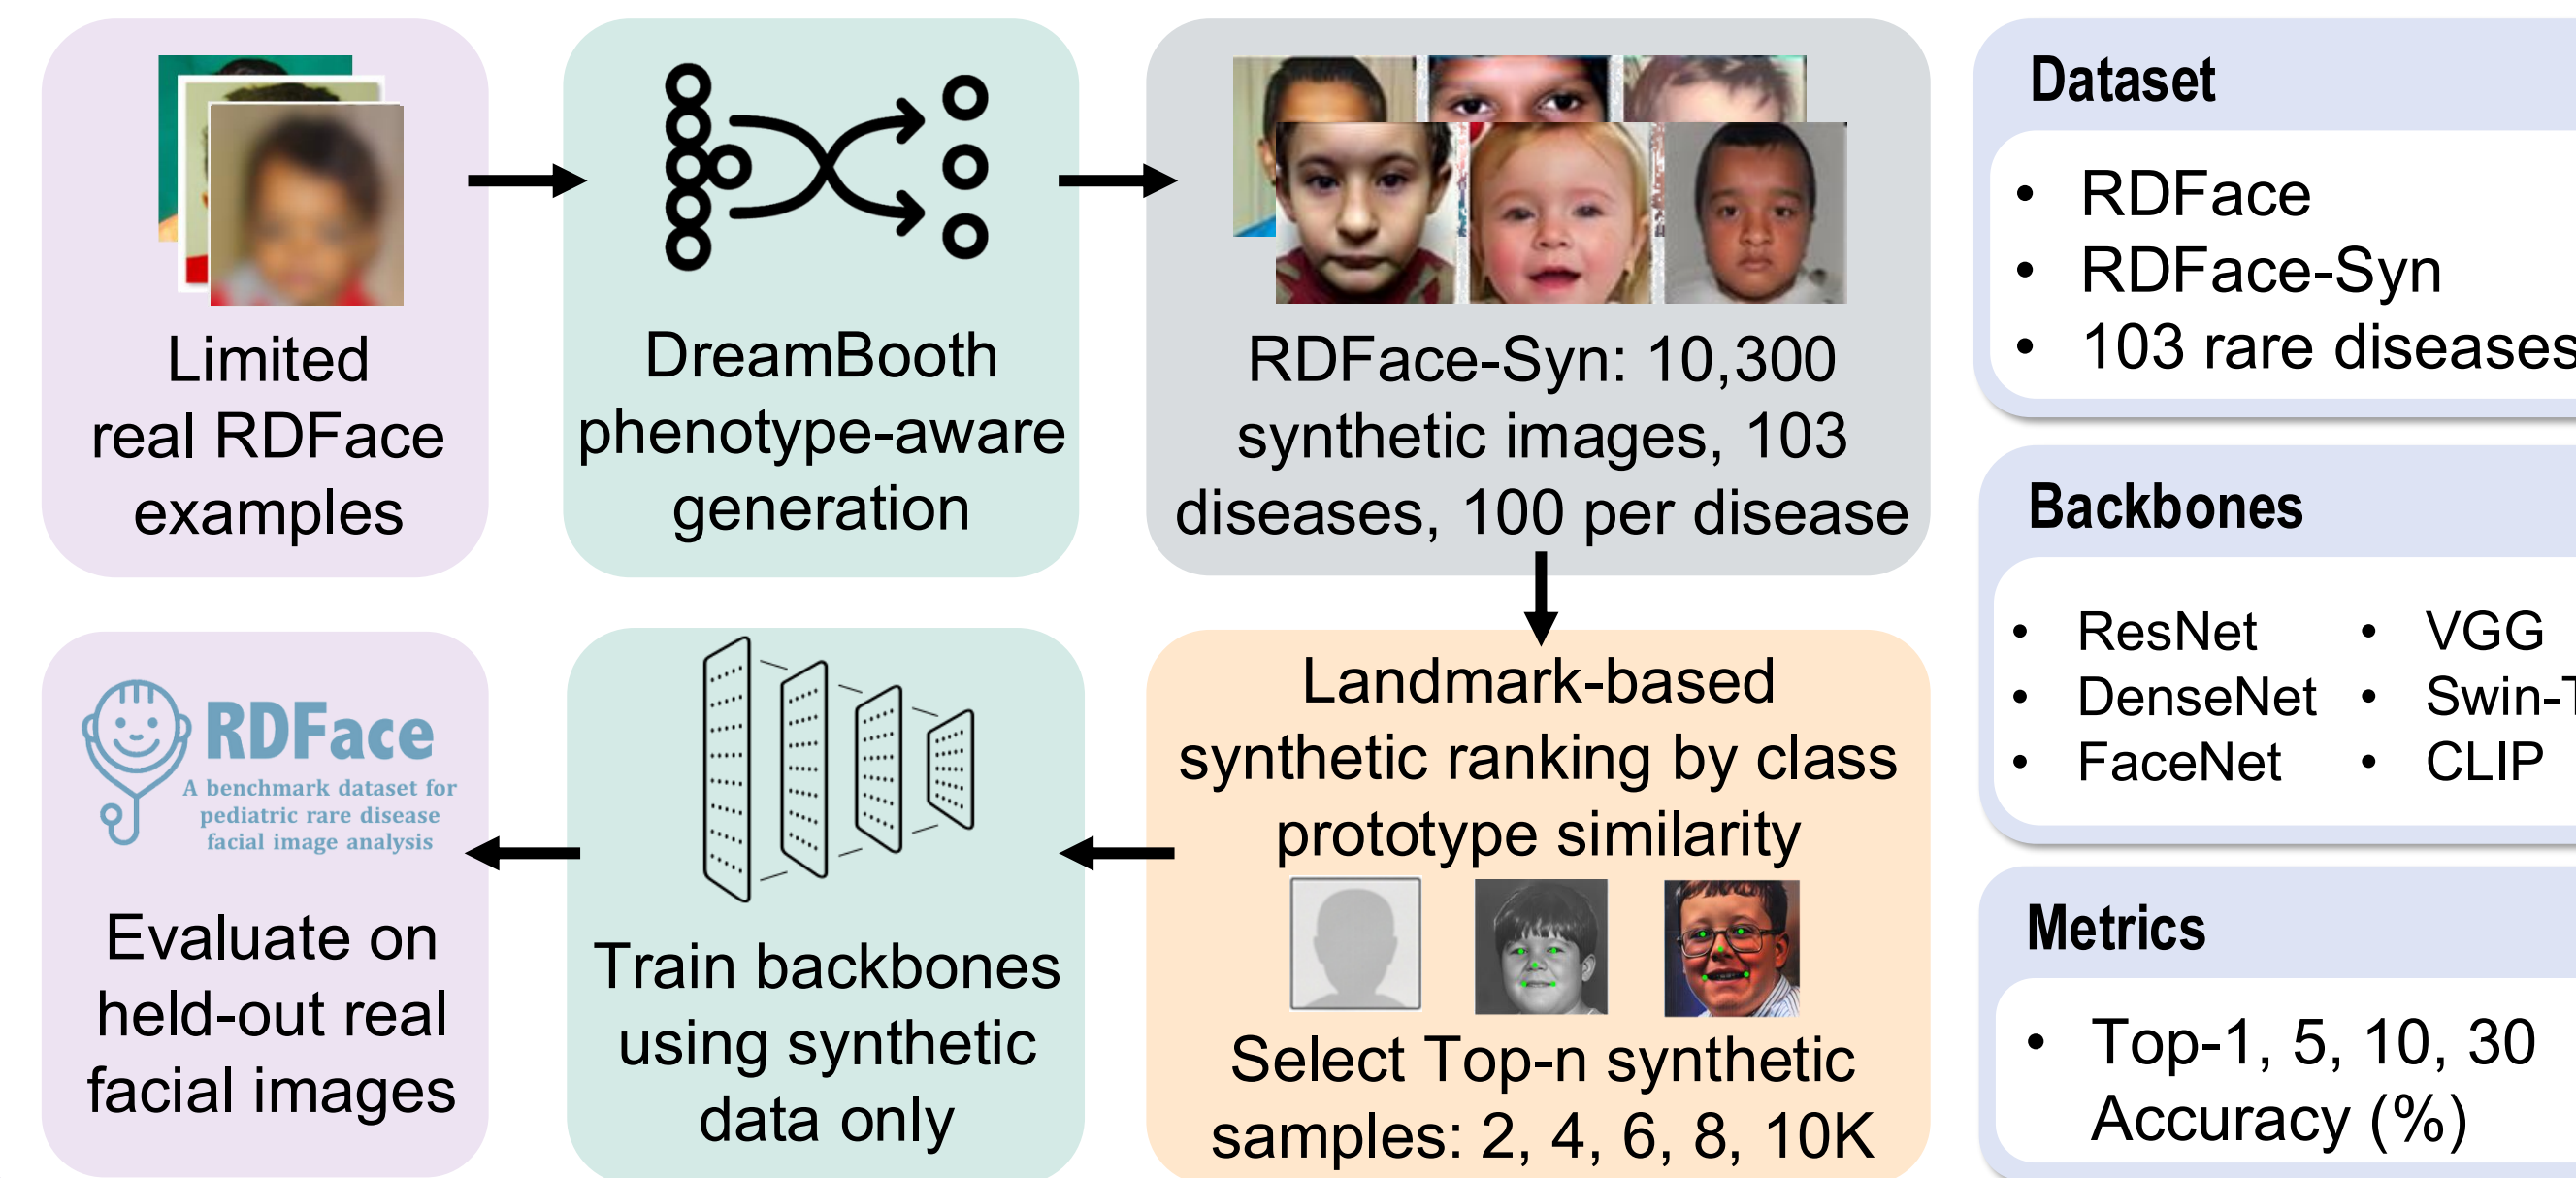 Limited
real RDFace
examples
DreamBooth
phenotype-aware
generation
RDFace-Syn: 10,300
synthetic images, 103
diseases, 100 per disease
Landmark-based
synthetic ranking by class
prototype similarity
Select Top-n synthetic
samples: 2, 4, 6, 8, 10K
Train backbones
using synthetic
data only
RDFace
A benchmark dataset for
pediatric rare disease
facial image analysis
Evaluate on
held-out real
facial images
Dataset
• RDFace
• RDFace-Syn
• 103 rare diseases
Backbones
• ResNet • VGG
• DenseNet • Swin-T
• FaceNet • CLIP
Metrics
• Top-1, 5, 10, 30
Accuracy (%)